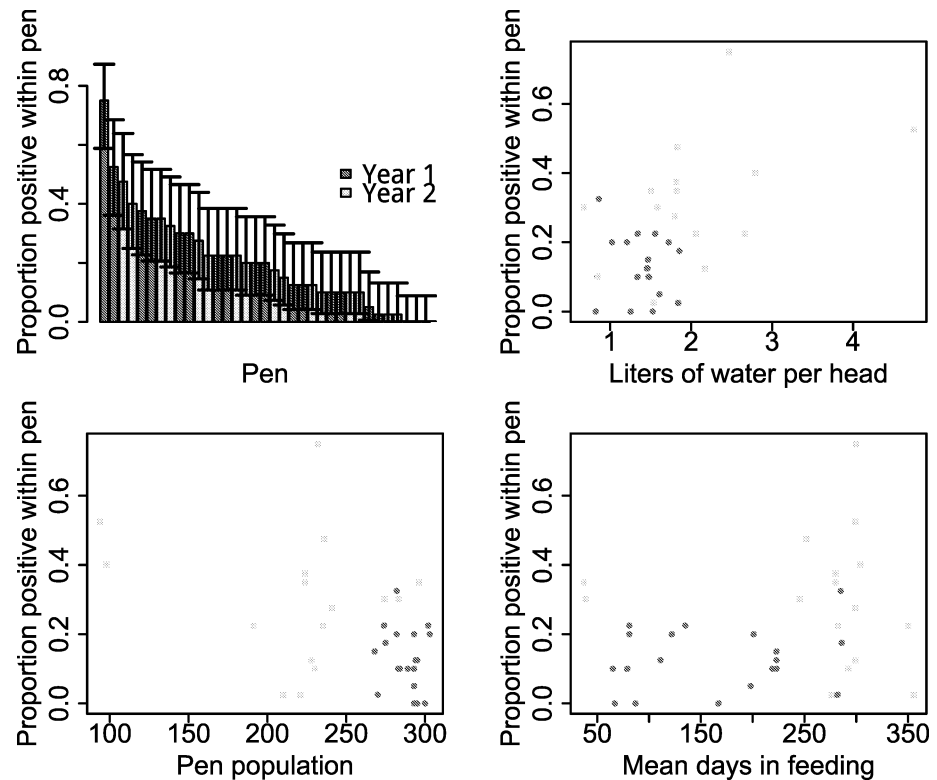 Proportion positive within pen
0.8
0.4
0.0
Year 1
Year 2
Pen
Proportion positive within pen
0.6
0.4
0.2
0.0
1 2 3 4
Liters of water per head
Proportion positive within pen
0.6
0.4
0.2
0.0
100 150 200 250 300
Pen population
Proportion positive within pen
0.6
0.4
0.2
0.0
50 150 250 350
Mean days in feeding